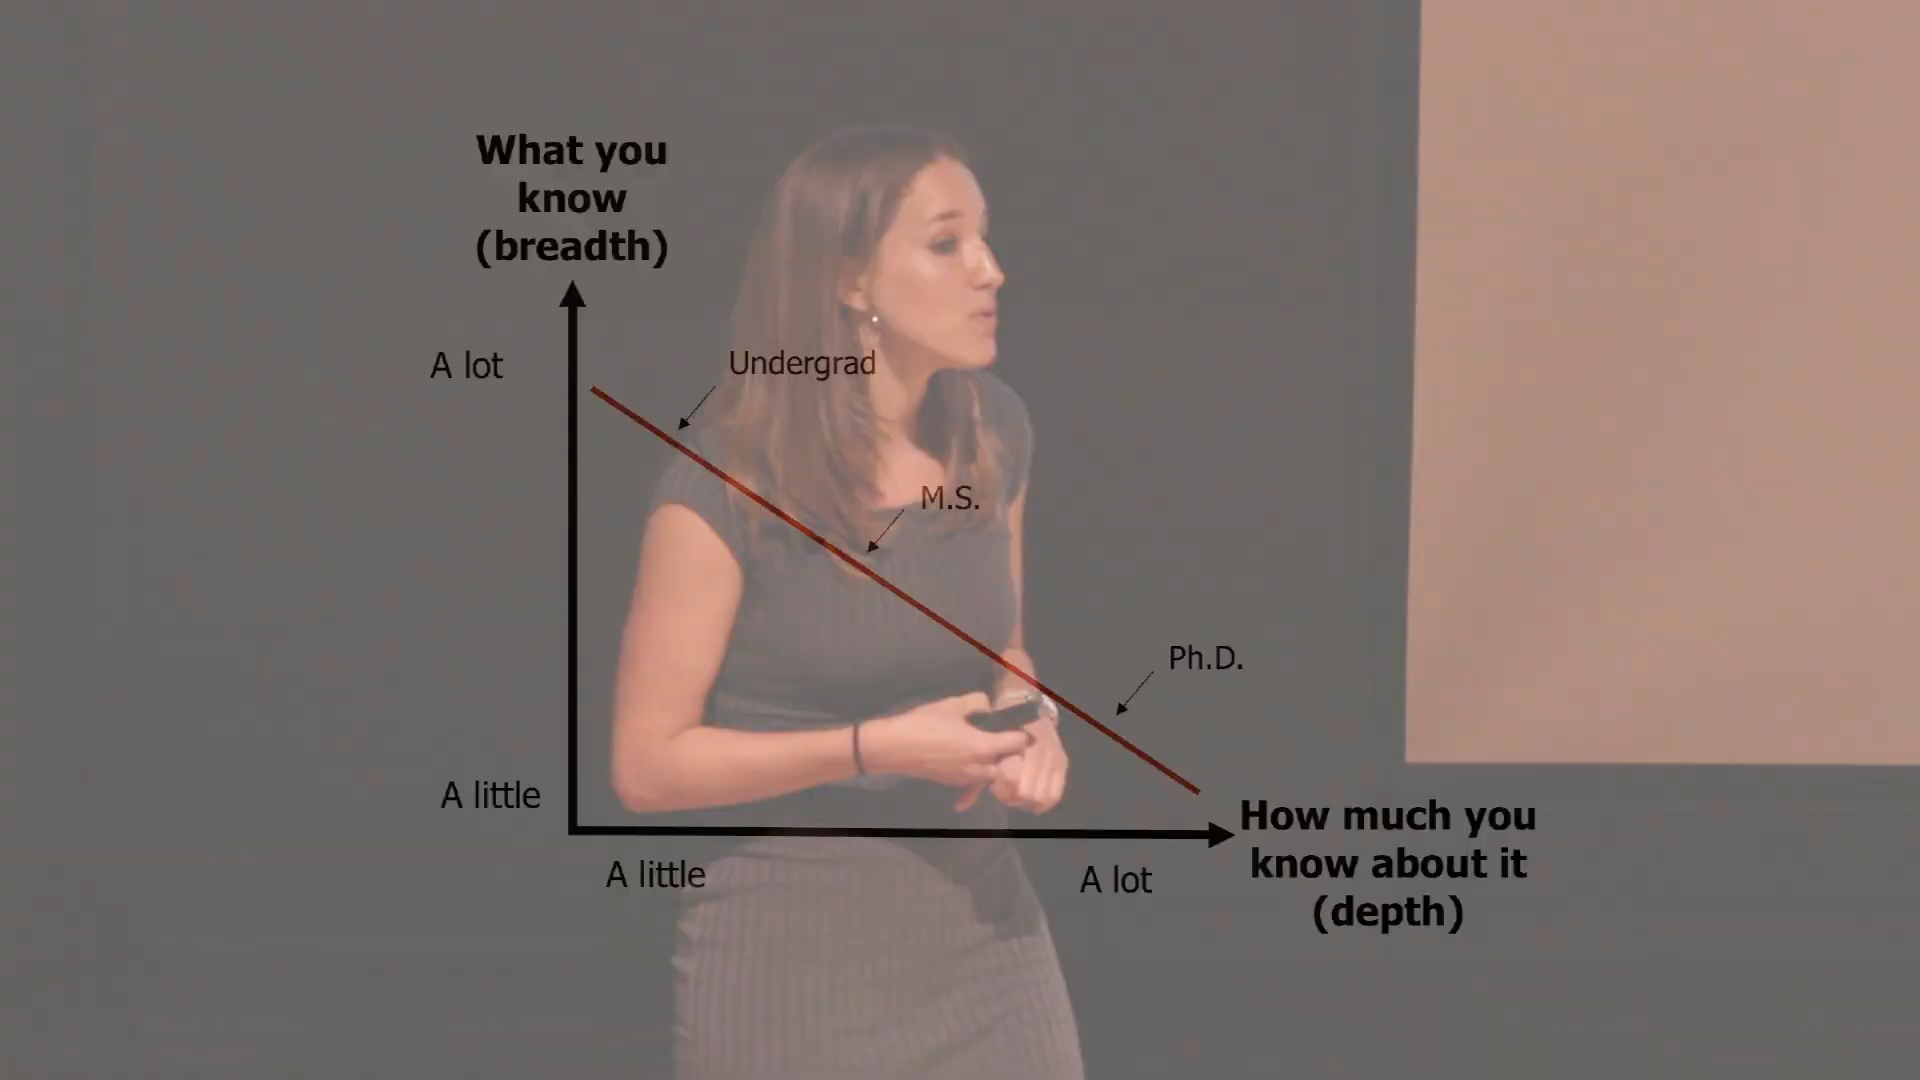 What you
know
(breadth)
A lot
Undergrad
M.S.
Ph.D.
A little
How much you
know about it
(depth)
A little
A lot